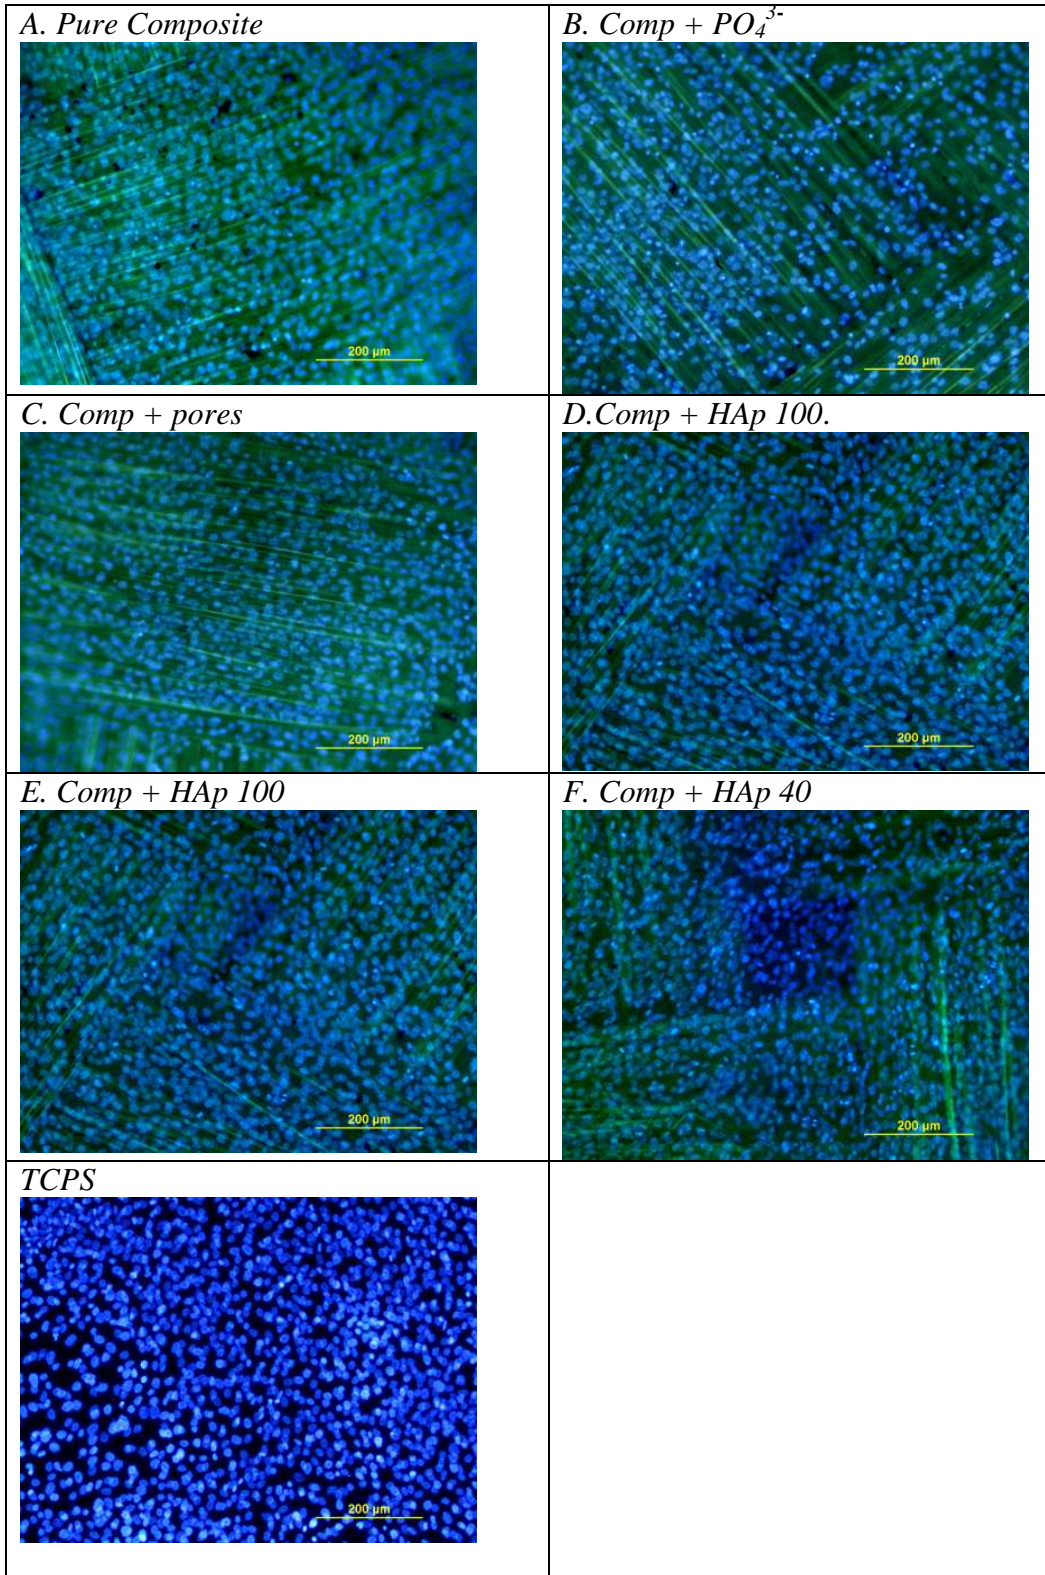 A. Pure Composite
B. Comp + PO₄³⁻
200 µm
200 µm
C. Comp + pores
D.Comp + HAp 100.
200 µm
200 µm
E. Comp + HAp 100
F. Comp + HAp 40
200 µm
200 µm
TCPS
200 µm